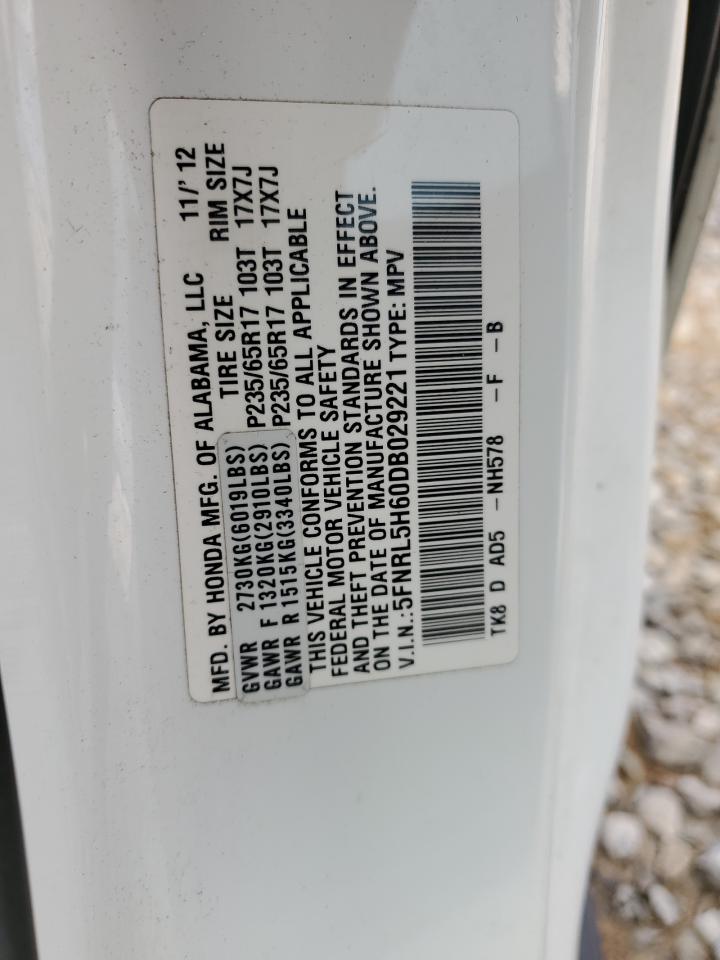 MFD. BY HONDA MFG. OF ALABAMA, LLC 11/' 12
TIRE SIZE RIM SIZE
GVWR 2730KG(6019LBS)
GAWR F 1320KG(2910LBS) P235/65R17 103T 17X7J
GAWR R 1515KG(3340LBS) P235/65R17 103T 17X7J
THIS VEHICLE CONFORMS TO ALL APPLICABLE
FEDERAL MOTOR VEHICLE SAFETY
AND THEFT PREVENTION STANDARDS IN EFFECT
ON THE DATE OF MANUFACTURE SHOWN ABOVE.
V.I.N.:5FNRL5H60DB029221 TYPE: MPV
TK8 D AD5 -NH578 -F -B